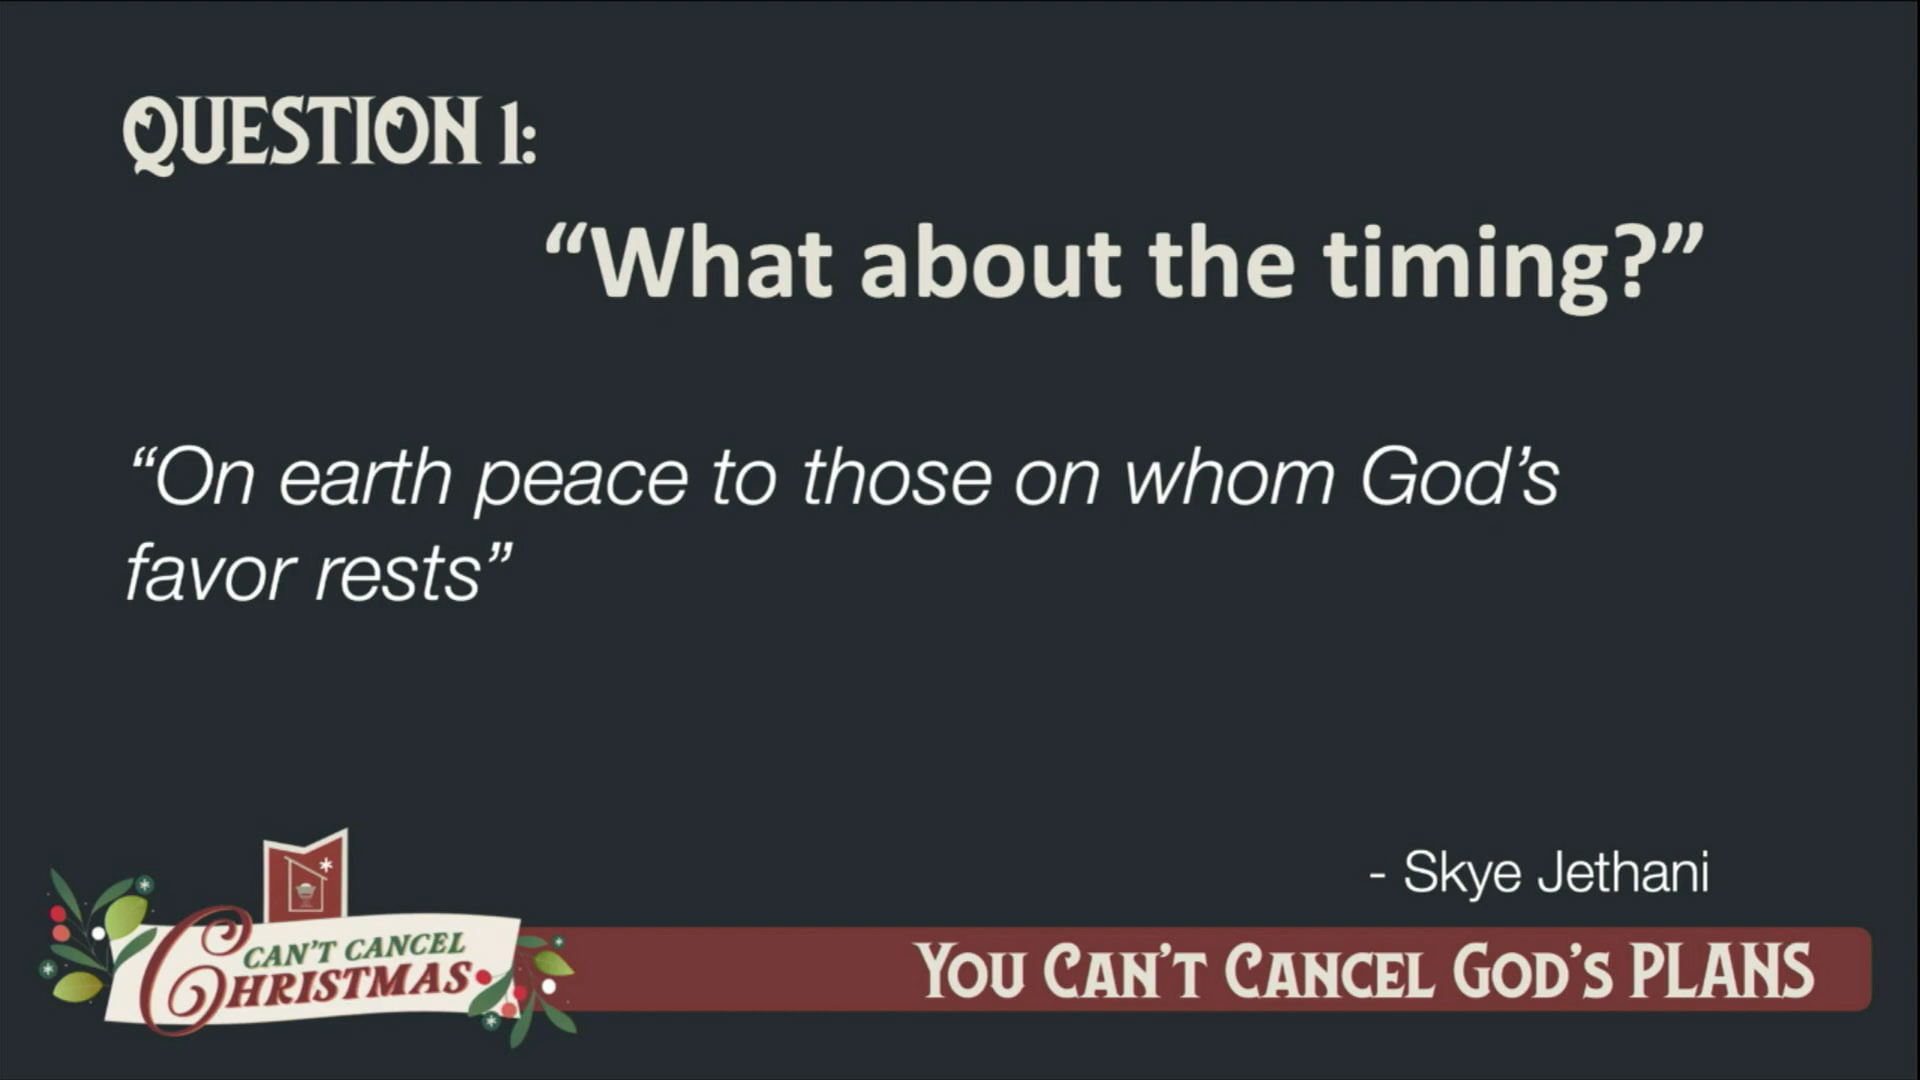 QUESTION 1:
“What about the timing?”
“On earth peace to those on whom God’s
favor rests”
- Skye Jethani
CAN’T CANCEL
CHRISTMAS
YOU CAN’T CANCEL GOD’S PLANS